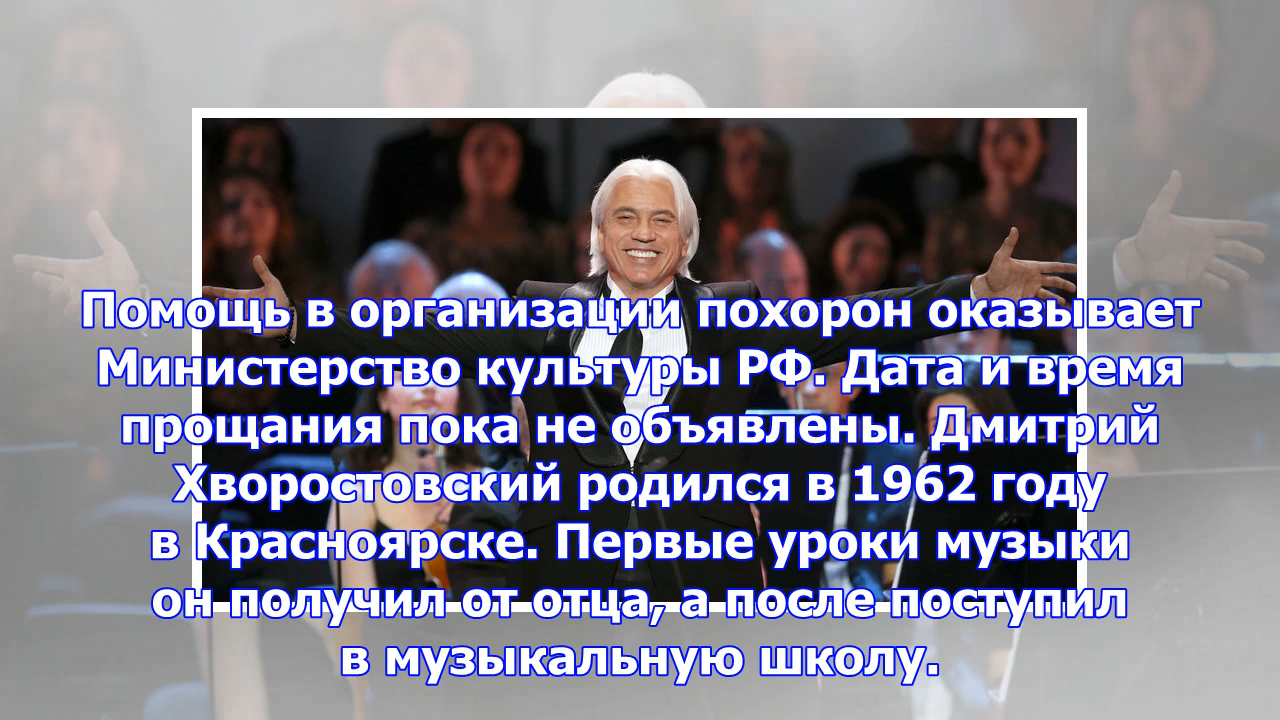 Помощь в организации похорон оказывает
Министерство культуры РФ. Дата и время
прощания пока не объявлены. Дмитрий
Хворостовский родился в 1962 году
в Красноярске. Первые уроки музыки
он получил от отца, а после поступил
в музыкальную школу.